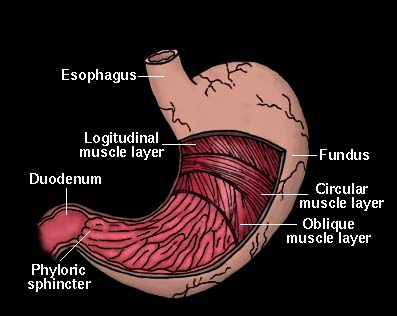 Esophagus
Logitudinal
muscle layer
Fundus
Duodenum
Circular
muscle layer
Oblique
muscle layer
Phyloric
sphincter